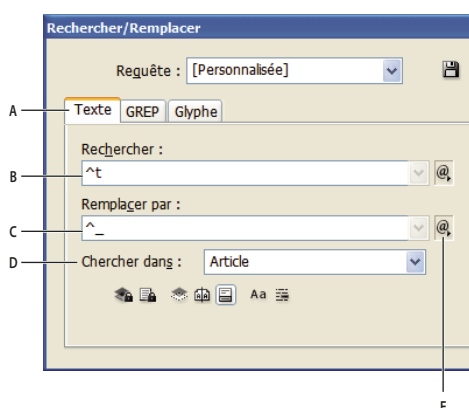 Rechercher/Remplacer
Requête : [Personnalisée]
A
Texte GREP Glyphe
Rechercher :
B ^t @
Remplacer par :
C ^_ @
D Chercher dans : Article
Aa
E